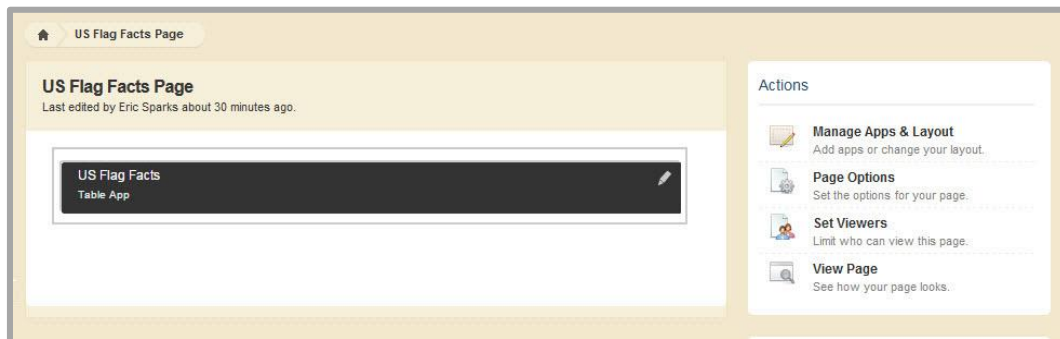 US Flag Facts Page
US Flag Facts Page
Last edited by Eric Sparks about 30 minutes ago.
US Flag Facts
Table App
Actions
Manage Apps & Layout
Add apps or change your layout.
Page Options
Set the options for your page.
Set Viewers
Limit who can view this page.
View Page
See how your page looks.